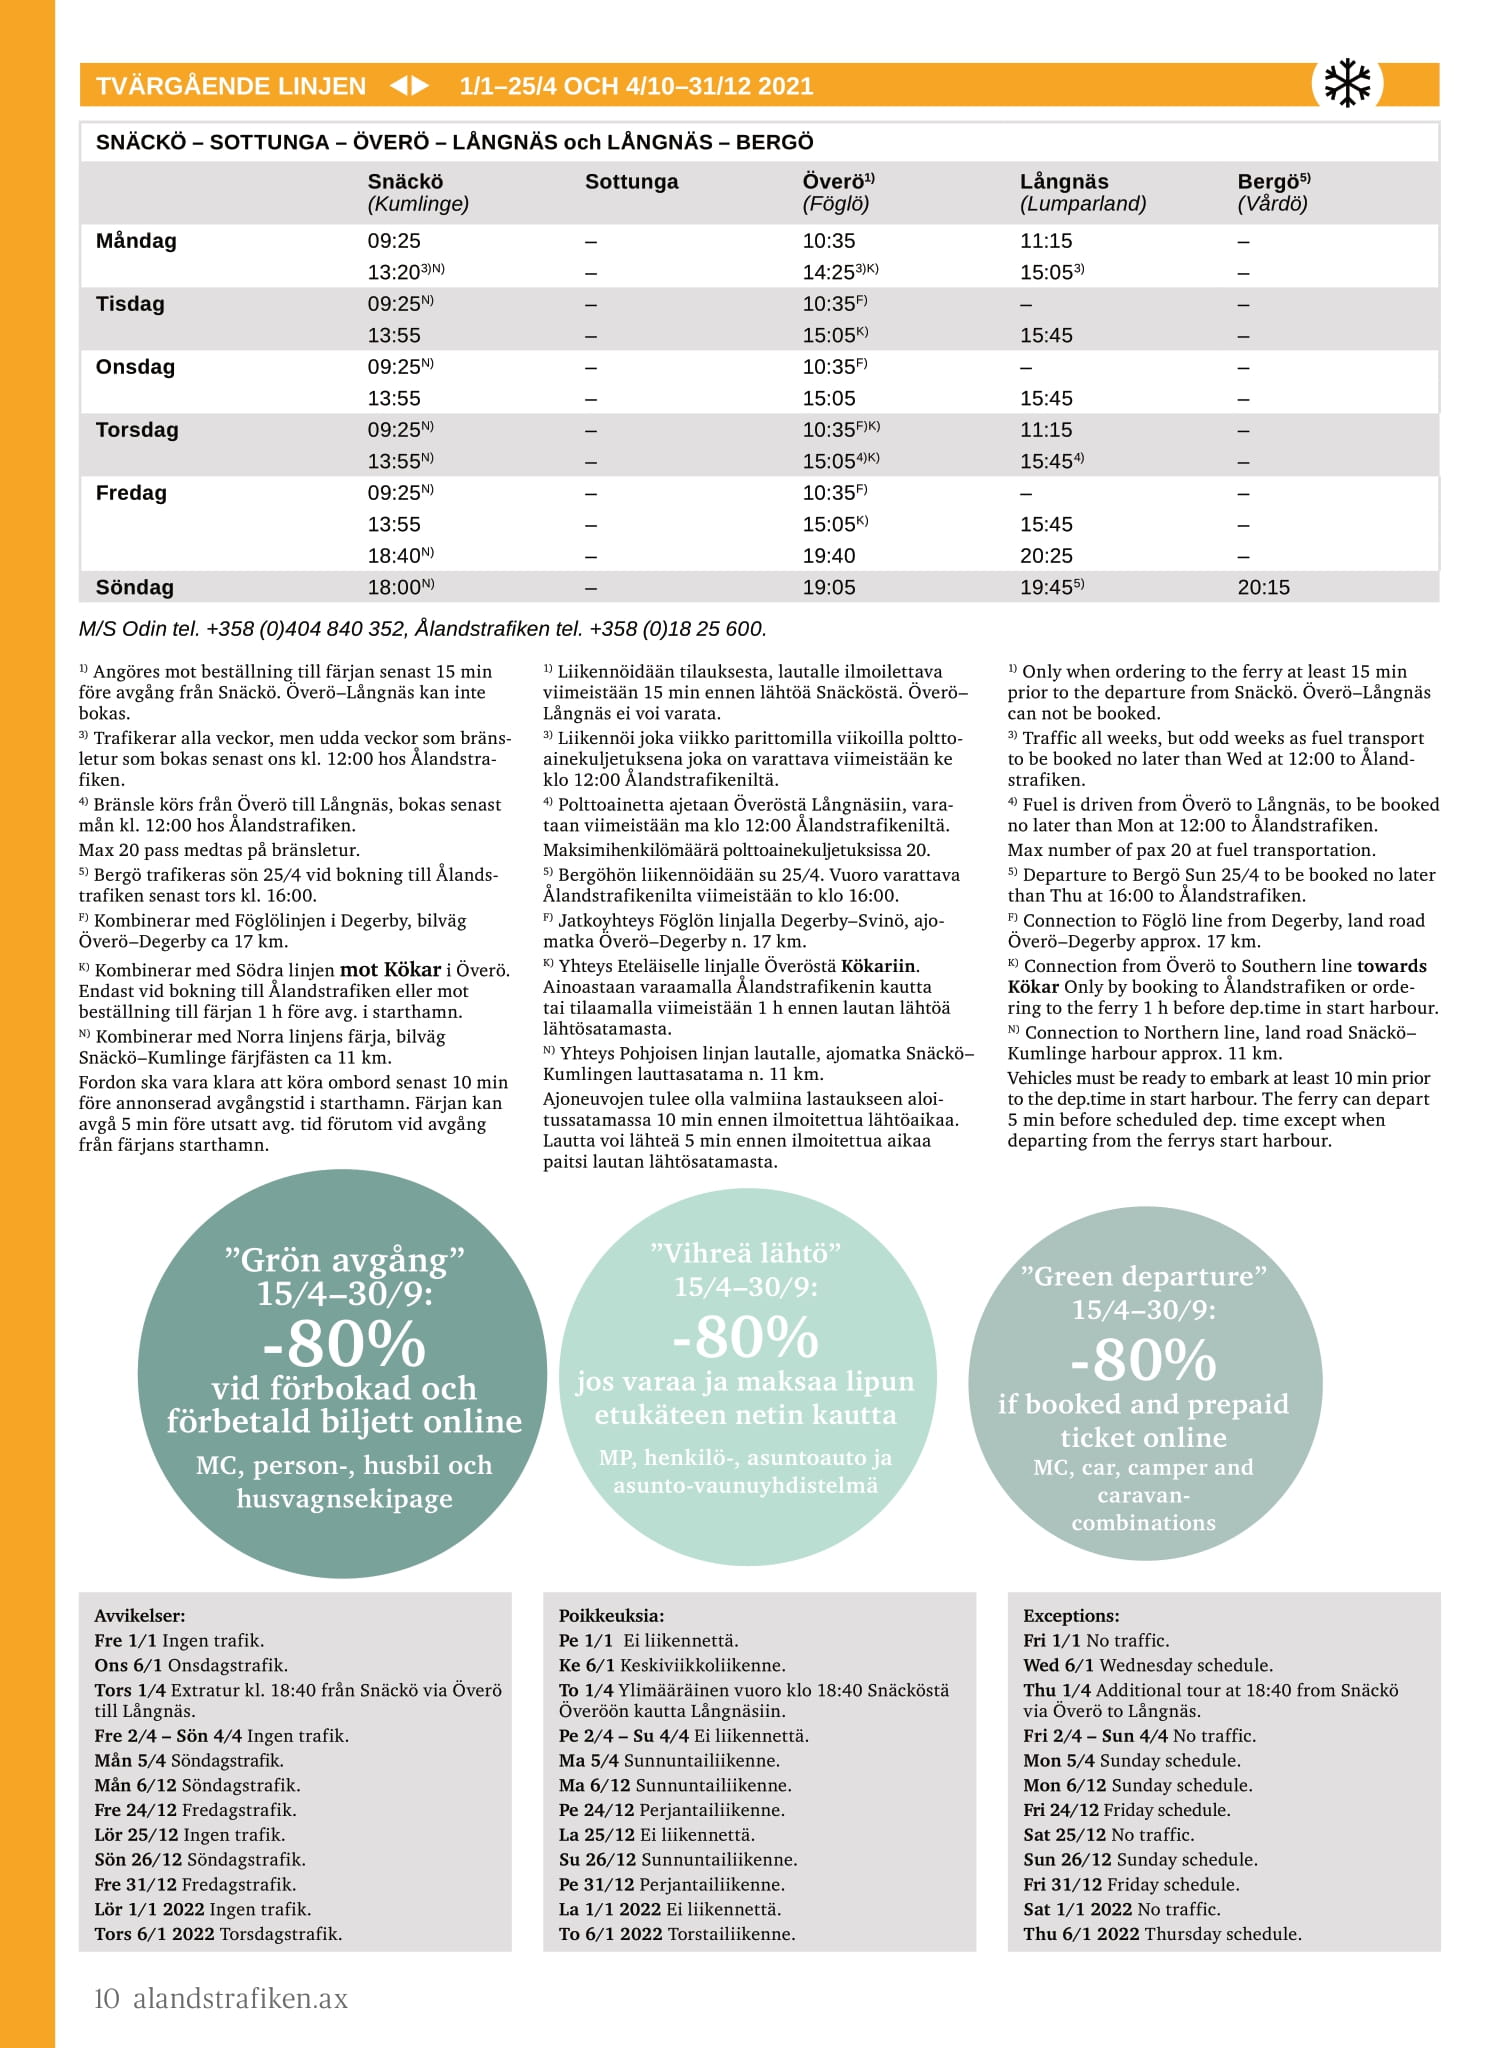 TVÄRGÅENDE LINJEN ◀▶ 1/1–25/4 OCH 4/10–31/12 2021
SNÄCKÖ – SOTTUNGA – ÖVERÖ – LÅNGNÄS och LÅNGNÄS – BERGÖ
Snäckö Sottunga Överö1) Långnäs Bergö5)
(Kumlinge) (Föglö) (Lumparland) (Vårdö)
Måndag 09:25 – 10:35 11:15 –
13:203)N) – 14:253)K) 15:053) –
Tisdag 09:25N) – 10:35F) – –
13:55 – 15:05K) 15:45 –
Onsdag 09:25N) – 10:35F) – –
13:55 – 15:05 15:45 –
Torsdag 09:25N) – 10:35F)K) 11:15 –
13:55N) – 15:054)K) 15:454) –
Fredag 09:25N) – 10:35F) – –
13:55 – 15:05K) 15:45 –
18:40N) – 19:40 20:25 –
Söndag 18:00N) – 19:05 19:455) 20:15
M/S Odin tel. +358 (0)404 840 352, Ålandstrafiken tel. +358 (0)18 25 600.
1) Angöres mot beställning till färjan senast 15 min
före avgång från Snäckö. Överö–Långnäs kan inte
bokas.
3) Trafikerar alla veckor, men udda veckor som bräns-
letur som bokas senast ons kl. 12:00 hos Ålandstra-
fiken.
4) Bränsle körs från Överö till Långnäs, bokas senast
mån kl. 12:00 hos Ålandstrafiken.
Max 20 pass medtas på bränsletur.
5) Bergö trafikeras sön 25/4 vid bokning till Ålands-
trafiken senast tors kl. 16:00.
F) Kombinerar med Föglölinjen i Degerby, bilväg
Överö–Degerby ca 17 km.
K) Kombinerar med Södra linjen mot Kökar i Överö.
Endast vid bokning till Ålandstrafiken eller mot
beställning till färjan 1 h före avg. i starthamn.
N) Kombinerar med Norra linjens färja, bilväg
Snäckö–Kumlinge färjfästen ca 11 km.
Fordon ska vara klara att köra ombord senast 10 min
före annonserad avgångstid i starthamn. Färjan kan
avgå 5 min före utsatt avg. tid förutom vid avgång
från färjans starthamn.
1) Liikennöidään tilauksesta, lautalle ilmoilettava
viimeistään 15 min ennen lähtöä Snäcköstä. Överö–
Långnäs ei voi varata.
3) Liikennöi joka viikko parittomilla viikoilla poltto-
ainekuljetuksena joka on varattava viimeistään ke
klo 12:00 Ålandstrafikeniltä.
4) Polttoainetta ajetaan Överöstä Långnäsiin, vara-
taan viimeistään ma klo 12:00 Ålandstrafikeniltä.
Maksimihenkilömäärä polttoainekuljetuksissa 20.
5) Bergöhön liikennöidään su 25/4. Vuoro varattava
Ålandstrafikenilta viimeistään to klo 16:00.
F) Jatkoyhteys Föglön linjalla Degerby–Svinö, ajo-
matka Överö–Degerby n. 17 km.
K) Yhteys Eteläiselle linjalle Överöstä Kökariin.
Ainoastaan varaamalla Ålandstrafikenin kautta
tai tilaamalla viimeistään 1 h ennen lautan lähtöä
lähtösatamasta.
N) Yhteys Pohjoisen linjan lautalle, ajomatka Snäckö–
Kumlingen lauttasatama n. 11 km.
Ajoneuvojen tulee olla valmiina lastaukseen aloi-
tussatamassa 10 min ennen ilmoitettua lähtöaikaa.
Lautta voi lähteä 5 min ennen ilmoitettua aikaa
paitsi lautan lähtösatamasta.
1) Only when ordering to the ferry at least 15 min
prior to the departure from Snäckö. Överö–Långnäs
can not be booked.
3) Traffic all weeks, but odd weeks as fuel transport
to be booked no later than Wed at 12:00 to Åland-
strafiken.
4) Fuel is driven from Överö to Långnäs, to be booked
no later than Mon at 12:00 to Ålandstrafiken.
Max number of pax 20 at fuel transportation.
5) Departure to Bergö Sun 25/4 to be booked no later
than Thu at 16:00 to Ålandstrafiken.
F) Connection to Föglö line from Degerby, land road
Överö–Degerby approx. 17 km.
K) Connection from Överö to Southern line towards
Kökar Only by booking to Ålandstrafiken or orde-
ring to the ferry 1 h before dep.time in start harbour.
N) Connection to Northern line, land road Snäckö–
Kumlinge harbour approx. 11 km.
Vehicles must be ready to embark at least 10 min prior
to the dep.time in start harbour. The ferry can depart
5 min before scheduled dep. time except when
departing from the ferrys start harbour.
”Grön avgång”
15/4–30/9:
-80%
vid förbokad och
förbetald biljett online
MC, person-, husbil och
husvagnsekipage
”Vihreä lähtö”
15/4–30/9:
-80%
jos varaa ja maksaa lipun
etukäteen netin kautta
MP, henkilö-, asuntoauto ja
asunto-vaunuyhdistelmä
”Green departure”
15/4–30/9:
-80%
if booked and prepaid
ticket online
MC, car, camper and
caravan-
combinations
Avvikelser:
Fre 1/1 Ingen trafik.
Ons 6/1 Onsdagstrafik.
Tors 1/4 Extratur kl. 18:40 från Snäckö via Överö
till Långnäs.
Fre 2/4 – Sön 4/4 Ingen trafik.
Mån 5/4 Söndagstrafik.
Mån 6/12 Söndagstrafik.
Fre 24/12 Fredagstrafik.
Lör 25/12 Ingen trafik.
Sön 26/12 Söndagstrafik.
Fre 31/12 Fredagstrafik.
Lör 1/1 2022 Ingen trafik.
Tors 6/1 2022 Torsdagstrafik.
Poikkeuksia:
Pe 1/1 Ei liikennettä.
Ke 6/1 Keskiviikkoliikenne.
To 1/4 Ylimääräinen vuoro klo 18:40 Snäcköstä
Överöön kautta Långnäsiin.
Pe 2/4 – Su 4/4 Ei liikennettä.
Ma 5/4 Sunnuntailiikenne.
Ma 6/12 Sunnuntailiikenne.
Pe 24/12 Perjantailiikenne.
La 25/12 Ei liikennettä.
Su 26/12 Sunnuntailiikenne.
Pe 31/12 Perjantailiikenne.
La 1/1 2022 Ei liikennettä.
To 6/1 2022 Torstailiikenne.
Exceptions:
Fri 1/1 No traffic.
Wed 6/1 Wednesday schedule.
Thu 1/4 Additional tour at 18:40 from Snäckö
via Överö to Långnäs.
Fri 2/4 – Sun 4/4 No traffic.
Mon 5/4 Sunday schedule.
Mon 6/12 Sunday schedule.
Fri 24/12 Friday schedule.
Sat 25/12 No traffic.
Sun 26/12 Sunday schedule.
Fri 31/12 Friday schedule.
Sat 1/1 2022 No traffic.
Thu 6/1 2022 Thursday schedule.
10 alandstrafiken.ax